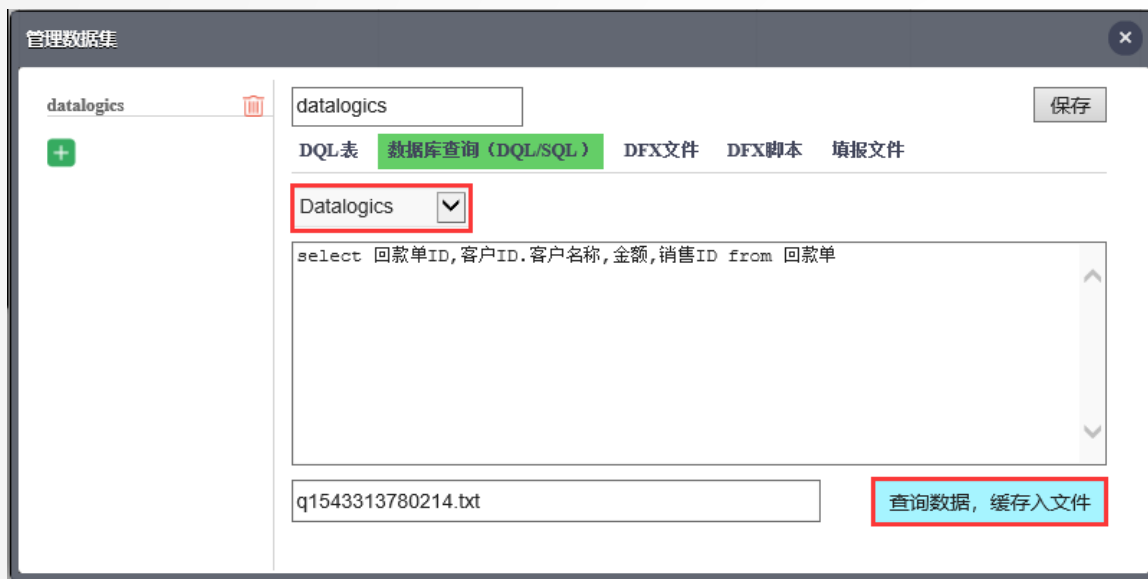 管理数据集
×
datalogics
datalogics
保存
DQL表 数据库查询（DQL/SQL） DFX文件 DFX脚本 填报文件
Datalogics
select 回款单ID,客户ID.客户名称,金额,销售ID from 回款单
q1543313780214.txt
查询数据，缓存入文件